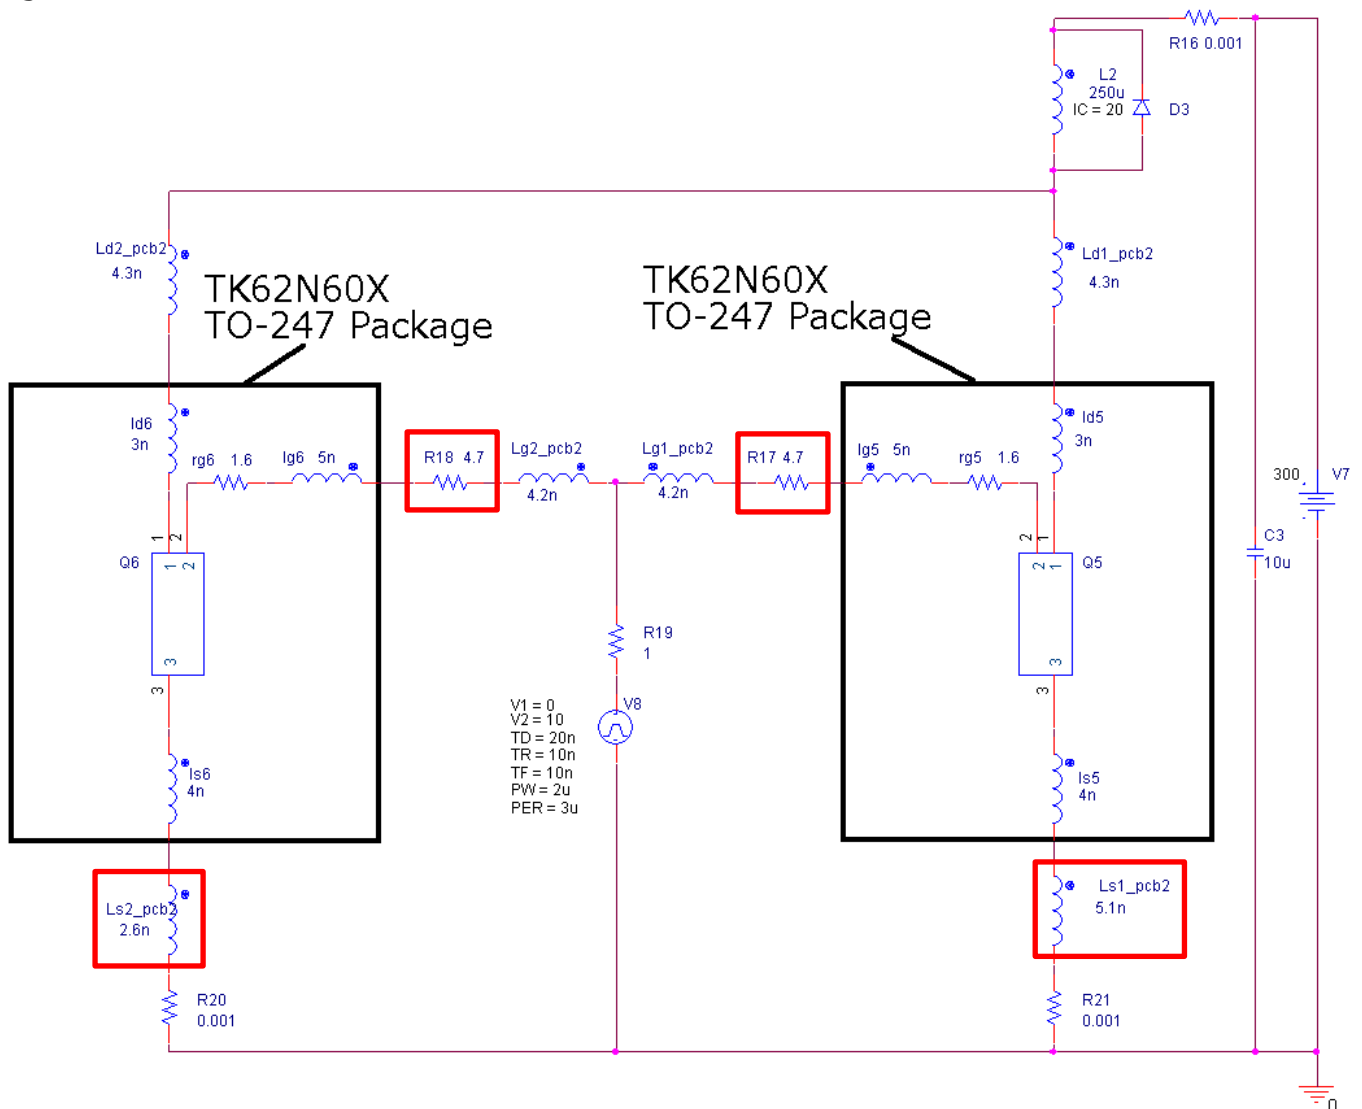 R16 0.001
L2
250u
IC = 20
D3
Ld2_pcb2
4.3n
TK62N60X
TO-247 Package
TK62N60X
TO-247 Package
Ld1_pcb2
4.3n
ld6
3n
rg6 1.6
lg6 5n
R18 4.7
Lg2_pcb2
4.2n
Lg1_pcb2
4.2n
R17 4.7
lg5 5n
rg5 1.6
ld5
3n
300
V7
C3
10u
Q6
1
2
1
2
3
3
Q5
2
1
2
1
3
3
R19
1
V8
V1 = 0
V2 = 10
TD = 20n
TR = 10n
TF = 10n
PW = 2u
PER = 3u
ls6
4n
ls5
4n
Ls2_pcb2
2.6n
Ls1_pcb2
5.1n
R20
0.001
R21
0.001